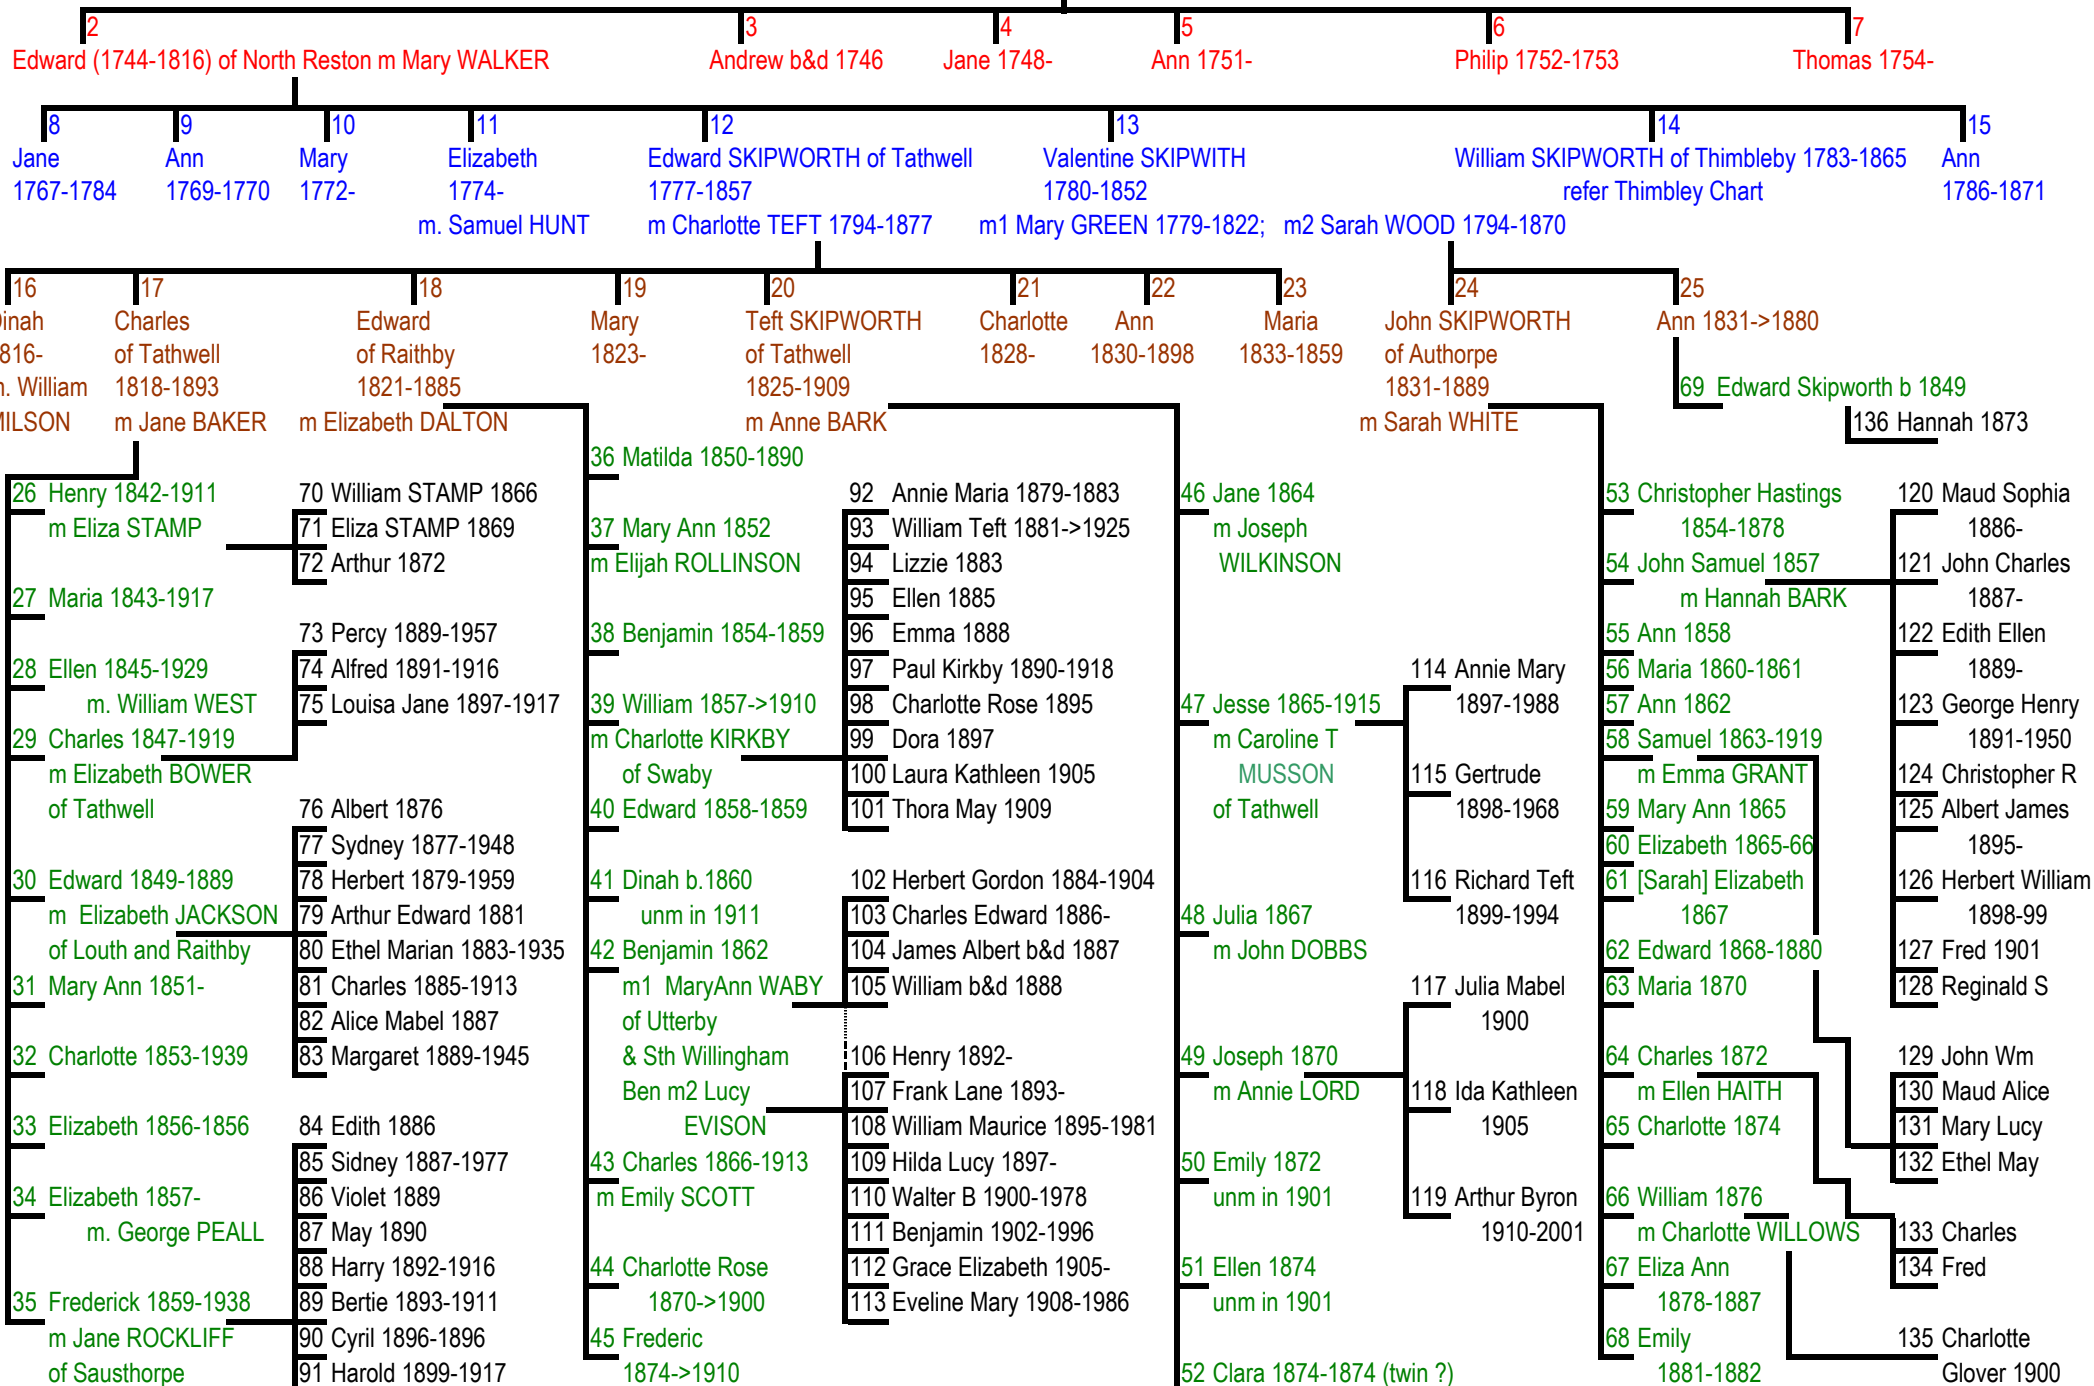 2 3 4 5 6 7
Edward (1744-1816) of North Reston m Mary WALKER Andrew b&d 1746 Jane 1748- Ann 1751- Philip 1752-1753 Thomas 1754-
8 9 10 11 12 13 14 15
Jane Ann Mary Elizabeth Edward SKIPWORTH of Tathwell Valentine SKIPWITH William SKIPWORTH of Thimbleby 1783-1865 Ann
1767-1784 1769-1770 1772- 1774- 1777-1857 1780-1852 refer Thimbley Chart 1786-1871
m. Samuel HUNT m Charlotte TEFT 1794-1877 m1 Mary GREEN 1779-1822; m2 Sarah WOOD 1794-1870
16 17 18 19 20 21 22 23 24 25
inah Charles Edward Mary Teft SKIPWORTH Charlotte Ann Maria John SKIPWORTH Ann 1831->1880
816- of Tathwell of Raithby 1823- of Tathwell 1828- 1830-1898 1833-1859 of Authorpe
. William 1818-1893 1821-1885 1825-1909 1831-1889 69 Edward Skipworth b 1849
MILSON m Jane BAKER m Elizabeth DALTON m Anne BARK m Sarah WHITE 136 Hannah 1873
26 Henry 1842-1911
m Eliza STAMP
27 Maria 1843-1917
28 Ellen 1845-1929
m. William WEST
29 Charles 1847-1919
m Elizabeth BOWER
of Tathwell
30 Edward 1849-1889
m Elizabeth JACKSON
of Louth and Raithby
31 Mary Ann 1851-
32 Charlotte 1853-1939
33 Elizabeth 1856-1856
34 Elizabeth 1857-
m. George PEALL
35 Frederick 1859-1938
m Jane ROCKLIFF
of Sausthorpe
70 William STAMP 1866
71 Eliza STAMP 1869
72 Arthur 1872
73 Percy 1889-1957
74 Alfred 1891-1916
75 Louisa Jane 1897-1917
76 Albert 1876
77 Sydney 1877-1948
78 Herbert 1879-1959
79 Arthur Edward 1881
80 Ethel Marian 1883-1935
81 Charles 1885-1913
82 Alice Mabel 1887
83 Margaret 1889-1945
84 Edith 1886
85 Sidney 1887-1977
86 Violet 1889
87 May 1890
88 Harry 1892-1916
89 Bertie 1893-1911
90 Cyril 1896-1896
91 Harold 1899-1917
36 Matilda 1850-1890
37 Mary Ann 1852
m Elijah ROLLINSON
38 Benjamin 1854-1859
39 William 1857->1910
m Charlotte KIRKBY
of Swaby
40 Edward 1858-1859
41 Dinah b.1860
unm in 1911
42 Benjamin 1862
m1 MaryAnn WABY
of Utterby
& Sth Willingham
Ben m2 Lucy
EVISON
43 Charles 1866-1913
m Emily SCOTT
44 Charlotte Rose
1870->1900
45 Frederic
1874->1910
92 Annie Maria 1879-1883
93 William Teft 1881->1925
94 Lizzie 1883
95 Ellen 1885
96 Emma 1888
97 Paul Kirkby 1890-1918
98 Charlotte Rose 1895
99 Dora 1897
100 Laura Kathleen 1905
101 Thora May 1909
102 Herbert Gordon 1884-1904
103 Charles Edward 1886-
104 James Albert b&d 1887
105 William b&d 1888
106 Henry 1892-
107 Frank Lane 1893-
108 William Maurice 1895-1981
109 Hilda Lucy 1897-
110 Walter B 1900-1978
111 Benjamin 1902-1996
112 Grace Elizabeth 1905-
113 Eveline Mary 1908-1986
46 Jane 1864
m Joseph
WILKINSON
47 Jesse 1865-1915
m Caroline T
MUSSON
of Tathwell
48 Julia 1867
m John DOBBS
49 Joseph 1870
m Annie LORD
50 Emily 1872
unm in 1901
51 Ellen 1874
unm in 1901
52 Clara 1874-1874 (twin ?)
114 Annie Mary
1897-1988
115 Gertrude
1898-1968
116 Richard Teft
1899-1994
117 Julia Mabel
1900
118 Ida Kathleen
1905
119 Arthur Byron
1910-2001
53 Christopher Hastings
1854-1878
54 John Samuel 1857
m Hannah BARK
55 Ann 1858
56 Maria 1860-1861
57 Ann 1862
58 Samuel 1863-1919
m Emma GRANT
59 Mary Ann 1865
60 Elizabeth 1865-66
61 [Sarah] Elizabeth
1867
62 Edward 1868-1880
63 Maria 1870
64 Charles 1872
m Ellen HAITH
65 Charlotte 1874
66 William 1876
m Charlotte WILLOWS
67 Eliza Ann
1878-1887
68 Emily
1881-1882
120 Maud Sophia
1886-
121 John Charles
1887-
122 Edith Ellen
1889-
123 George Henry
1891-1950
124 Christopher R
125 Albert James
1895-
126 Herbert William
1898-99
127 Fred 1901
128 Reginald S
129 John Wm
130 Maud Alice
131 Mary Lucy
132 Ethel May
133 Charles
134 Fred
135 Charlotte
Glover 1900